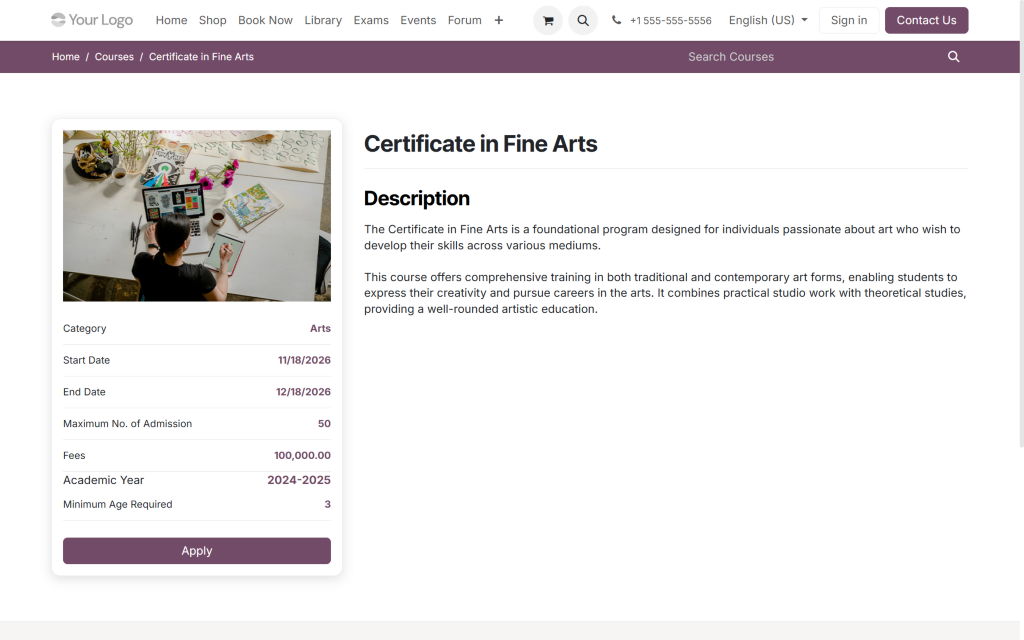 Your Logo
Home Shop Book Now Library Exams Events Forum +
+1 555-555-5556
English (US)
Sign in
Contact Us
Home / Courses / Certificate in Fine Arts
Search Courses
Category Arts
Start Date 11/18/2026
End Date 12/18/2026
Maximum No. of Admission 50
Fees 100,000.00
Academic Year 2024-2025
Minimum Age Required 3
Apply
Certificate in Fine Arts
Description
The Certificate in Fine Arts is a foundational program designed for individuals passionate about art who wish to
develop their skills across various mediums.
This course offers comprehensive training in both traditional and contemporary art forms, enabling students to
express their creativity and pursue careers in the arts. It combines practical studio work with theoretical studies,
providing a well-rounded artistic education.